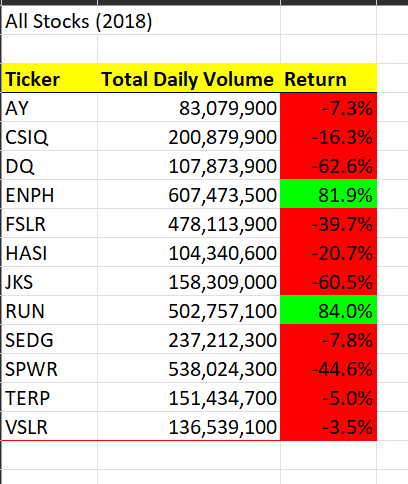 All Stocks (2018)
Ticker Total Daily Volume Return
AY 83,079,900 -7.3%
CSIQ 200,879,900 -16.3%
DQ 107,873,900 -62.6%
ENPH 607,473,500 81.9%
FSLR 478,113,900 -39.7%
HASI 104,340,600 -20.7%
JKS 158,309,000 -60.5%
RUN 502,757,100 84.0%
SEDG 237,212,300 -7.8%
SPWR 538,024,300 -44.6%
TERP 151,434,700 -5.0%
VSLR 136,539,100 -3.5%